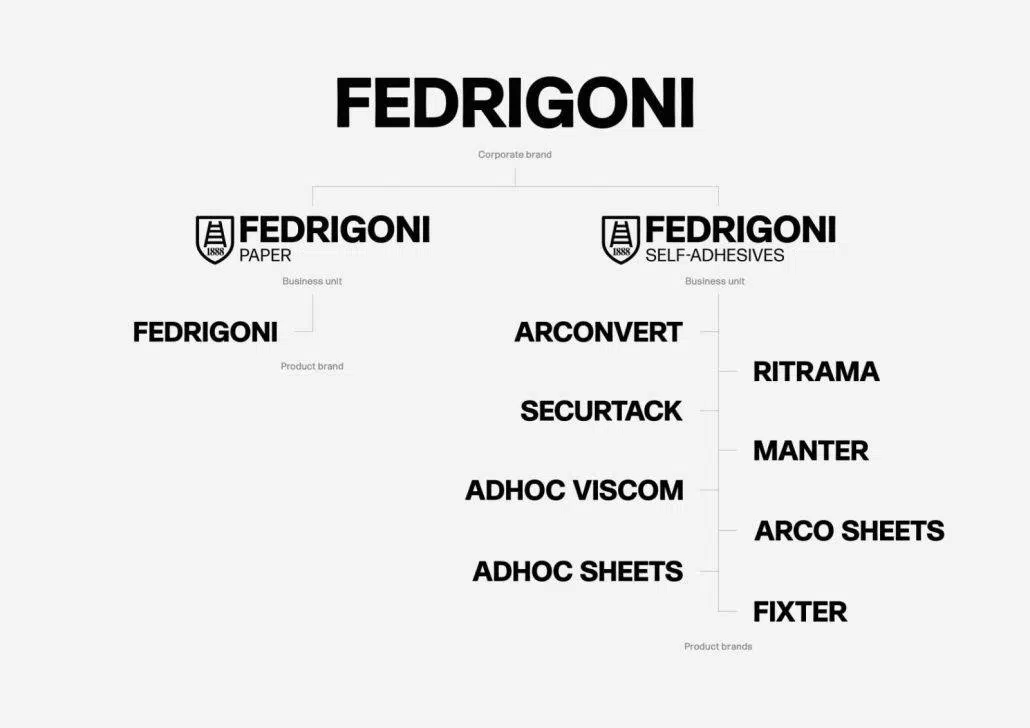 FEDRIGONI
Corporate brand
1888
FEDRIGONI
PAPER
Business unit
FEDRIGONI
Product brand
1888
FEDRIGONI
SELF-ADHESIVES
Business unit
ARCONVERT
RITRAMA
SECURTACK
MANTER
ADHOC VISCOM
ARCO SHEETS
ADHOC SHEETS
FIXTER
Product brands